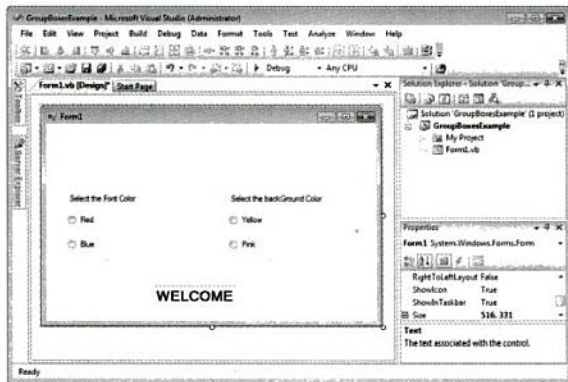 GroupBoxesExample - Microsoft Visual Studio (Administrator)
File Edit View Project Build Debug Data Format Tools Test Analyze Window Help
Debug Any CPU
Form1.vb [Design]* Start Page
Toolbox
Server Explorer
Form1
Select the Font Color Select the backGround Color
Red Yellow
Blue Pink
WELCOME
Solution Explorer - Solution 'Group...
Solution 'GroupBoxesExample' (1 project)
GroupBoxesExample
My Project
Form1.vb
Properties
Form1 System.Windows.Forms.Form
RightToLeftLayout False
ShowIcon True
ShowInTaskbar True
Size 516, 331
Text
The text associated with the control.
Ready